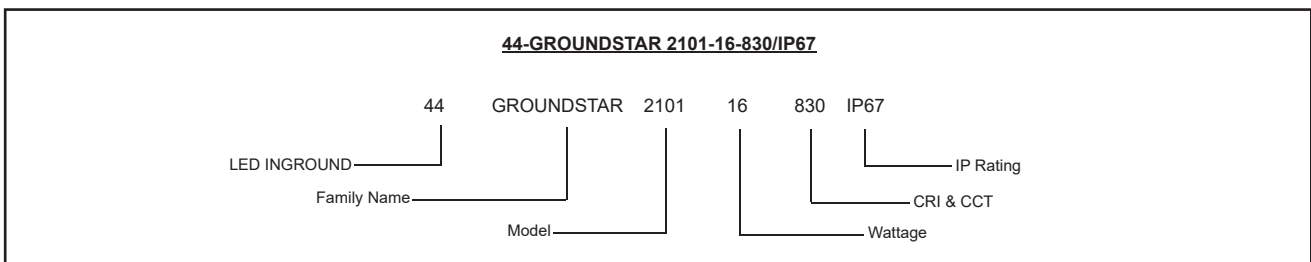 44-GROUNDSTAR 2101-16-830/IP67
44 GROUNDSTAR 2101 16 830 IP67
LED INGROUND IP Rating
Family Name CRI & CCT
Model Wattage